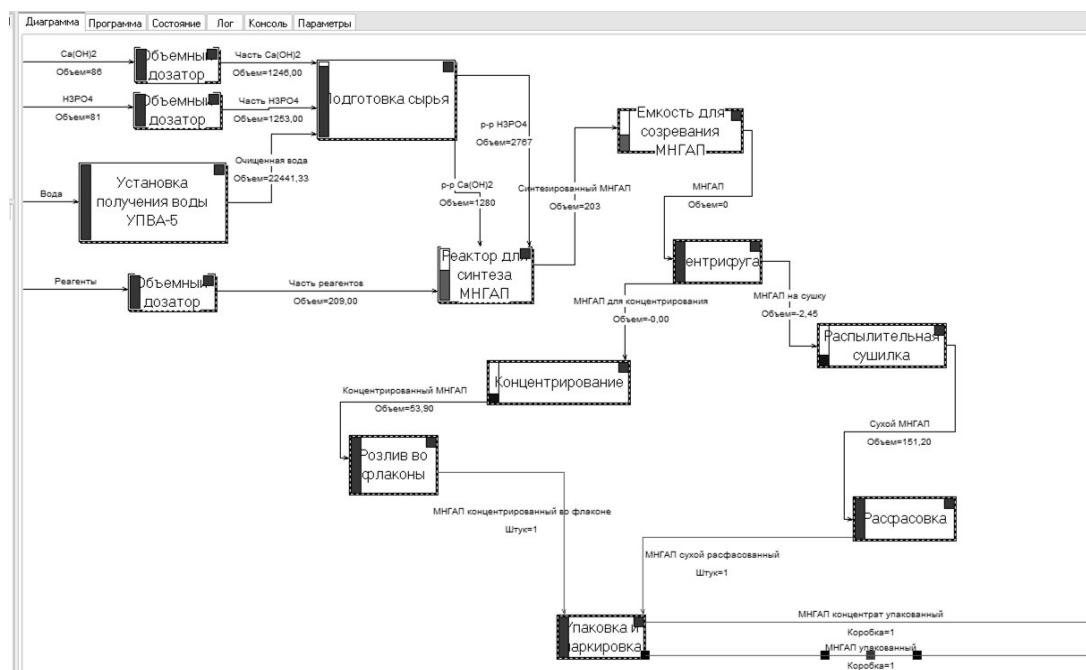 Диаграмма Программа Состояние Лог Консоль Параметры
Ca(OH)2
Объем=86
Объемный
дозатор
Часть Ca(OH)2
Объем=1246,00
H3PO4
Объем=81
Объемный
дозатор
Часть H3PO4
Объем=1253,00
Подготовка сырья
р-р H3PO4
Объем=2767
Емкость для
созревания
МНГАП
Вода
Установка
получения воды
УПВА-5
Очищенная вода
Объем=22441,33
р-р Ca(OH)2
Объем=1280
Синтезированный МНГАП
Объем=203
МНГАП
Объем=0
Реагенты
Объемный
дозатор
Часть реагентов
Объем=209,00
Реактор для
синтеза
МНГАП
Центрифуга
МНГАП для концентрирования
Объем=-0,00
МНГАП на сушку
Объем=-2,45
Распылительная
сушилка
Концентрирование
Концентрированный МНГАП
Объем=53,90
Сухой МНГАП
Объем=151,20
Розлив во
флаконы
МНГАП концентрированный во флаконе
Штук=1
Расфасовка
МНГАП сухой расфасованный
Штук=1
Упаковка и
маркировка
МНГАП концентрат упакованный
Коробка=1
МНГАП упакованный
Коробка=1